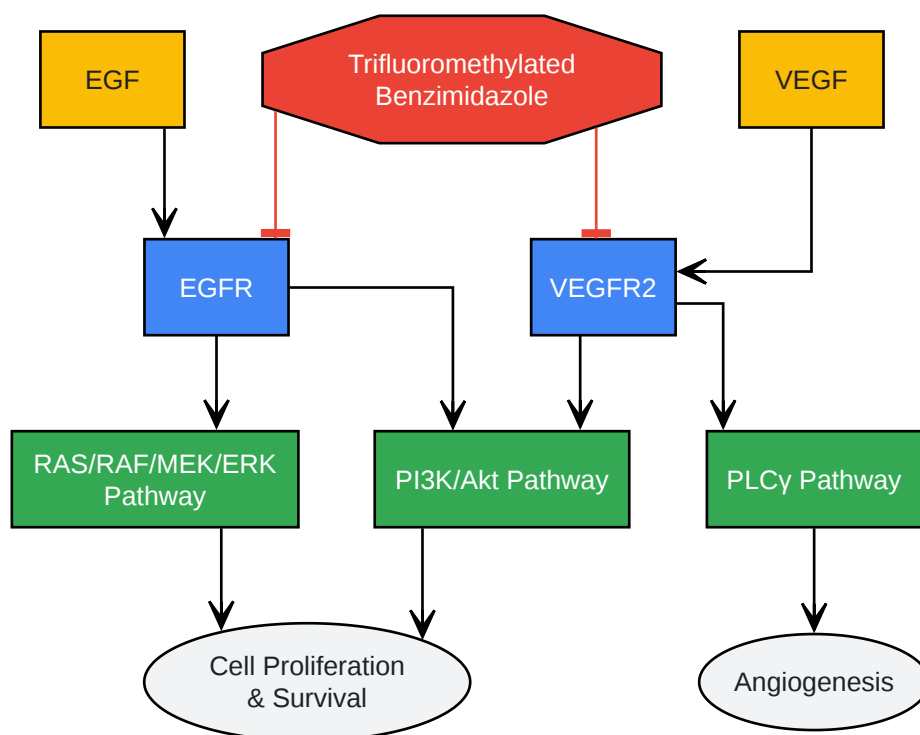 EGF
Trifluoromethylated
Benzimidazole
VEGF
EGFR
VEGFR2
RAS/RAF/MEK/ERK
Pathway
PI3K/Akt Pathway
PLCγ Pathway
Cell Proliferation
& Survival
Angiogenesis